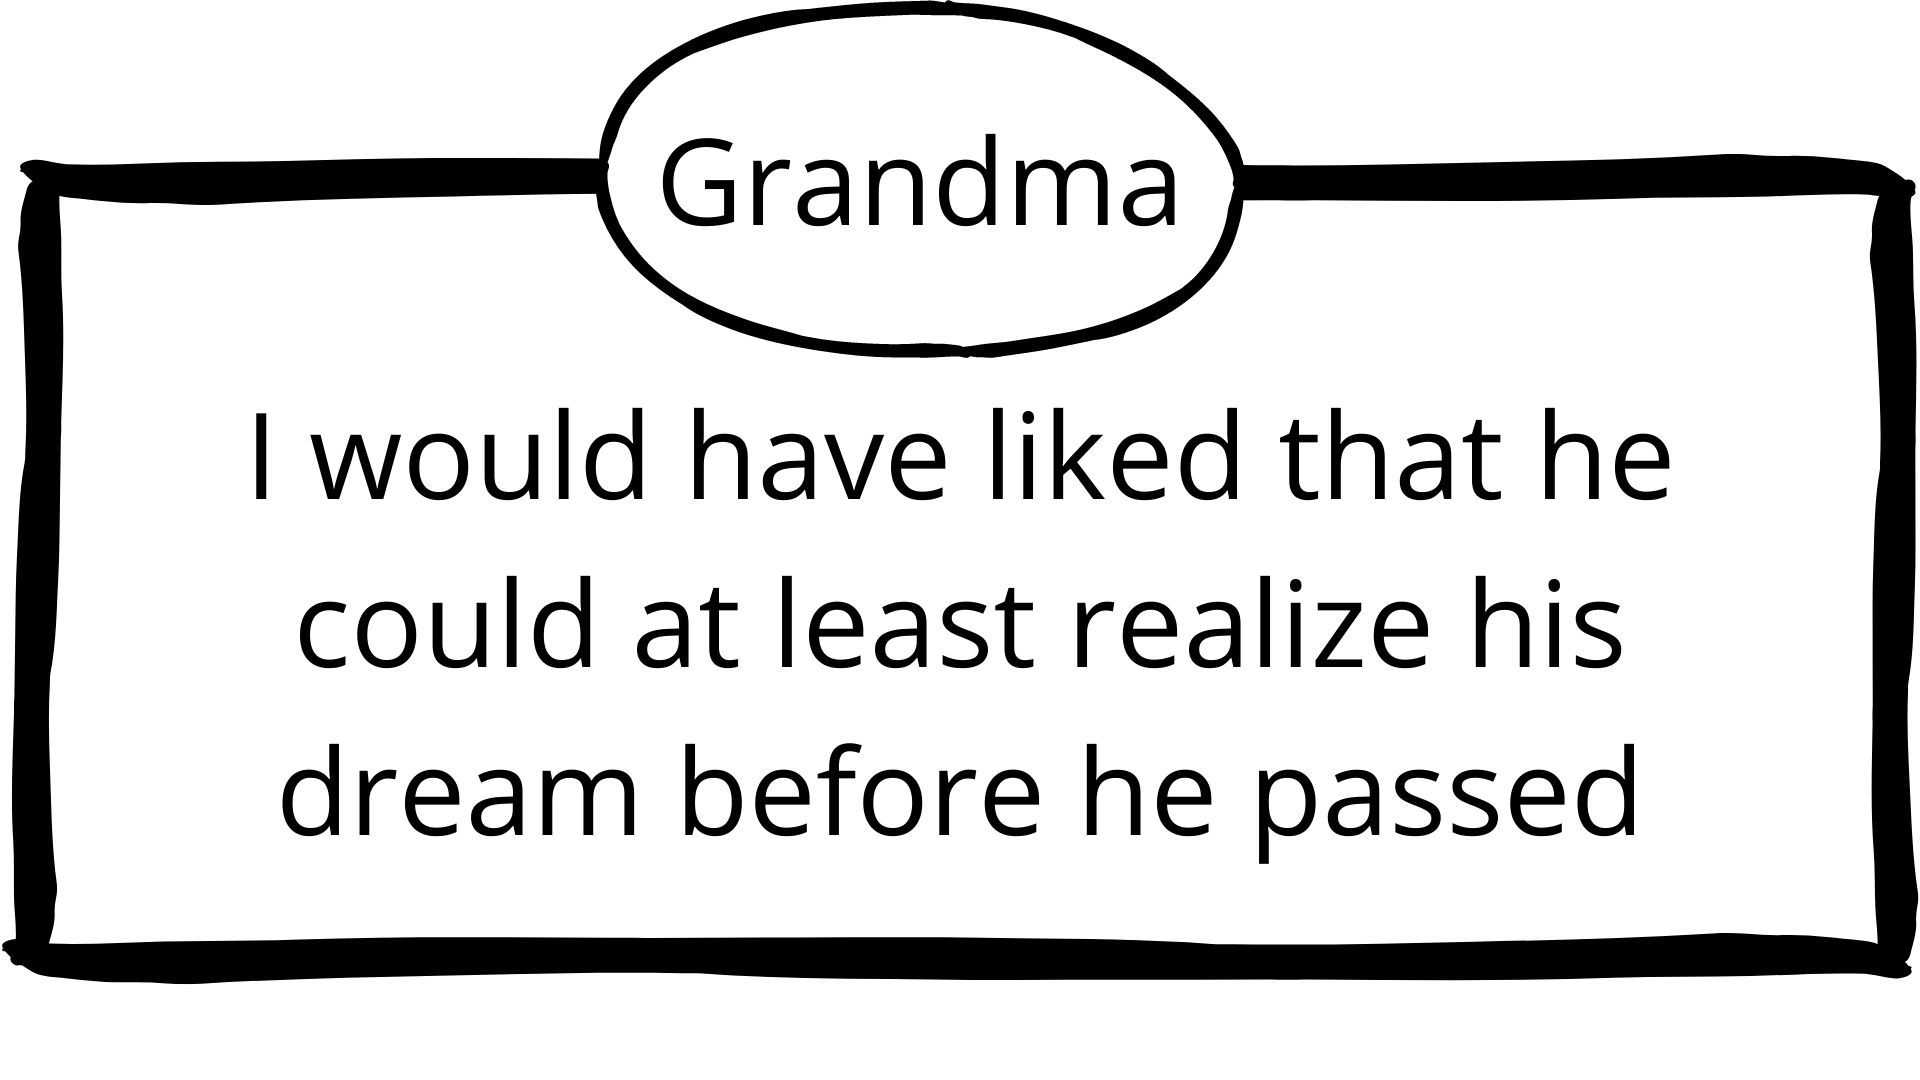 Grandma
I would have liked that he
could at least realize his
dream before he passed